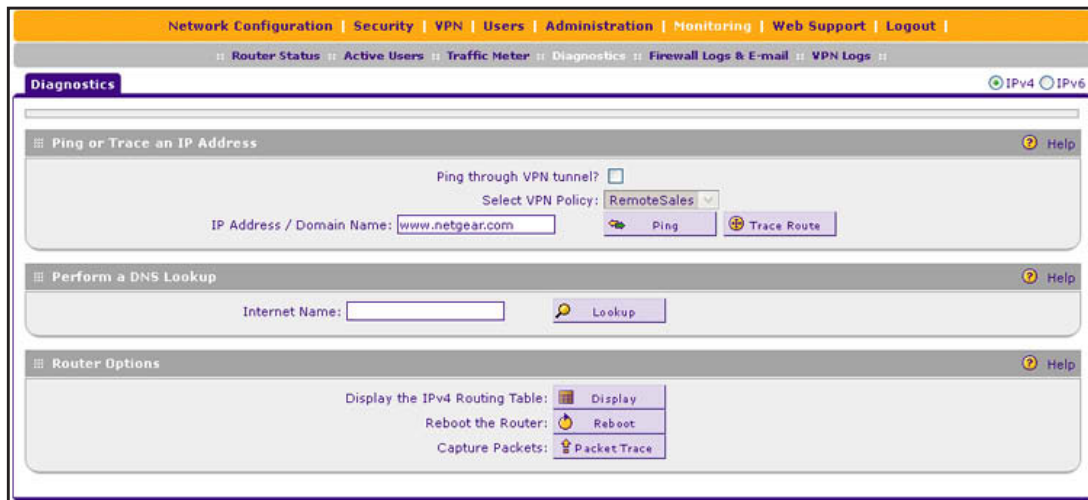 Network Configuration | Security | VPN | Users | Administration | Monitoring | Web Support | Logout |
:: Router Status :: Active Users :: Traffic Meter :: Diagnostics :: Firewall Logs & E-mail :: VPN Logs ::
Diagnostics IPv4 IPv6
Ping or Trace an IP Address Help
Ping through VPN tunnel?
Select VPN Policy: RemoteSales
IP Address / Domain Name: www.netgear.com Ping Trace Route
Perform a DNS Lookup Help
Internet Name: Lookup
Router Options Help
Display the IPv4 Routing Table: Display
Reboot the Router: Reboot
Capture Packets: Packet Trace